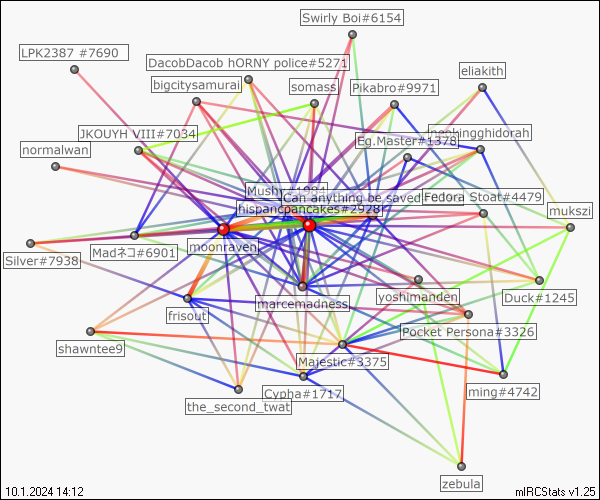 Swirly Boi#6154
LPK2387 #7690
DacobDacob hORNY police#5271
eliakith
bigcitysamurai
somass
Pikabro#9971
JKOUYH VIII#7034
Eg.Master#1378
hghidorah
normalwan
Mushy#1984
Can anything be saved
Fedora Stoat#4479
hispancpancakes#2928
mukszi
Silver#7938
Madネコ#6901
moonraven
marcemadness
yoshimanden
Duck#1245
frisout
Pocket Persona#3326
shawntee9
Majestic#3375
Cypha#1717
ming#4742
the_second_twat
zebula
10.1.2024 14:12
mIRCStats v1.25